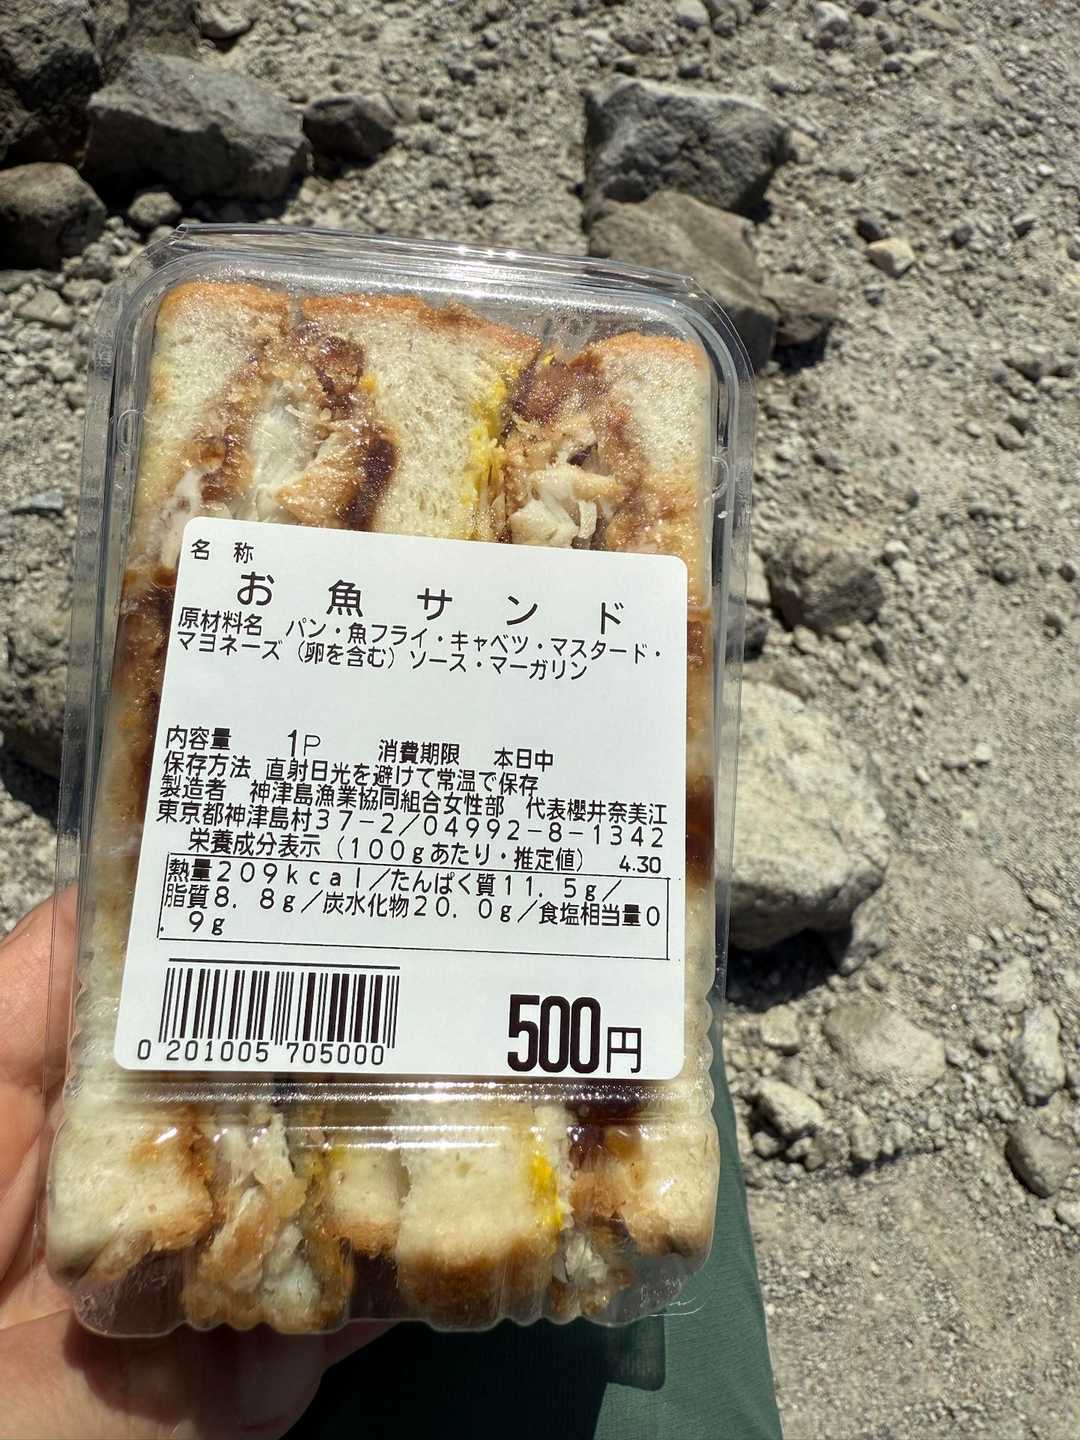 名 称
お 魚 サ ン ド
原材料名 パン・魚フライ・キャベツ・マスタード・
マヨネーズ（卵を含む）ソース・マーガリン
内容量 1P 消費期限 本日中
保存方法 直射日光を避けて常温で保存
製造者 神津島漁業協同組合女性部 代表櫻井奈美江
東京都神津島村37-2/04992-8-1342
栄養成分表示（100gあたり・推定値） 4.30
熱量209kcal/たんぱく質11.5g/
脂質8.8g/炭水化物20.0g/食塩相当量0
.9g
0 201005 705000
500円